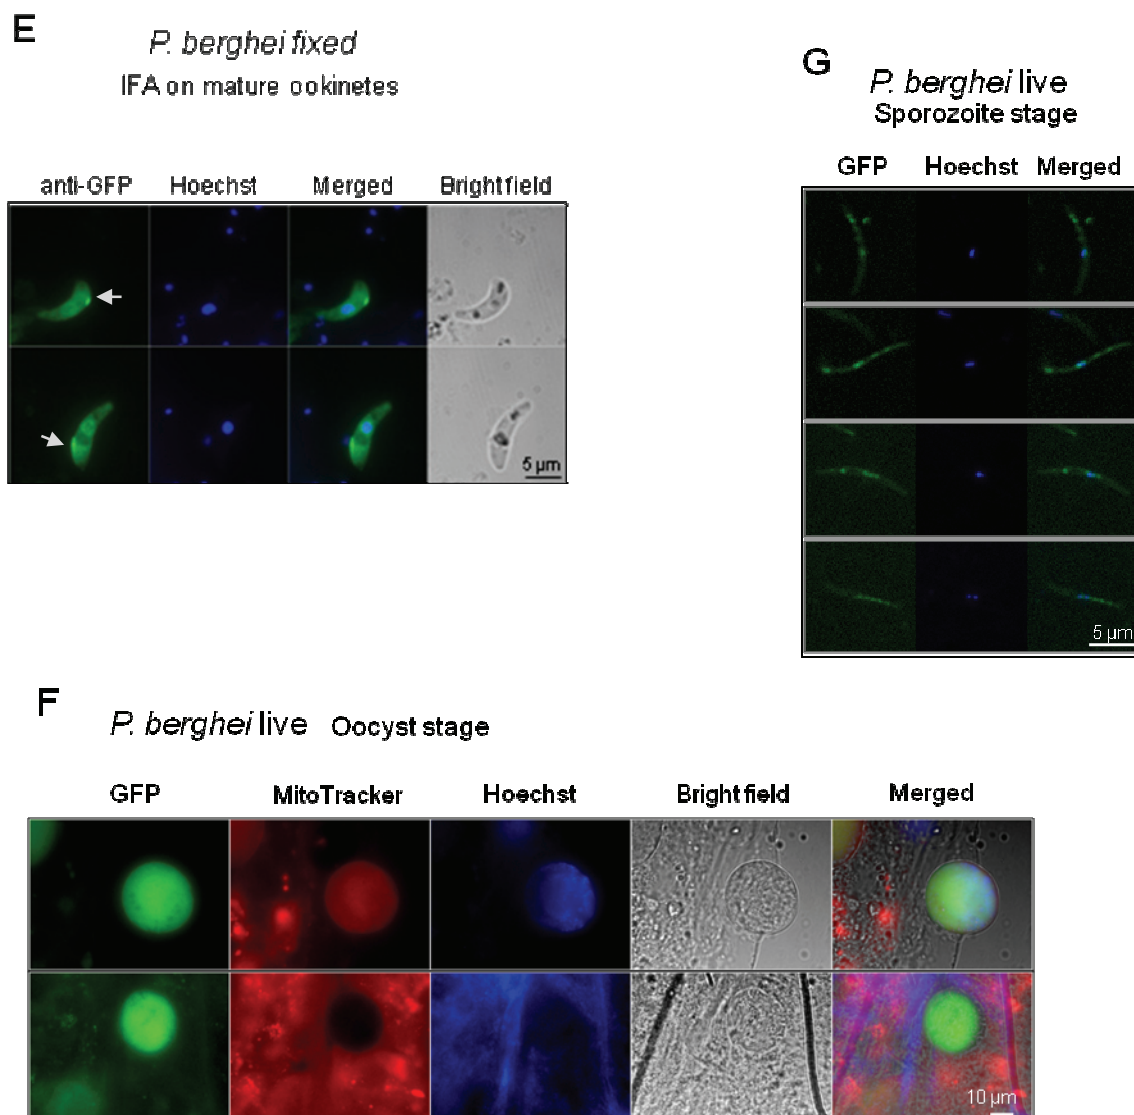 E
P. berghei fixed
IFA on mature ookinetes
anti-GFP Hoechst Merged Bright field
5 µm
G
P. berghei live
Sporozoite stage
GFP Hoechst Merged
5 µm
F
P. berghei live Oocyst stage
GFP MitoTracker Hoechst Bright field Merged
10 µm